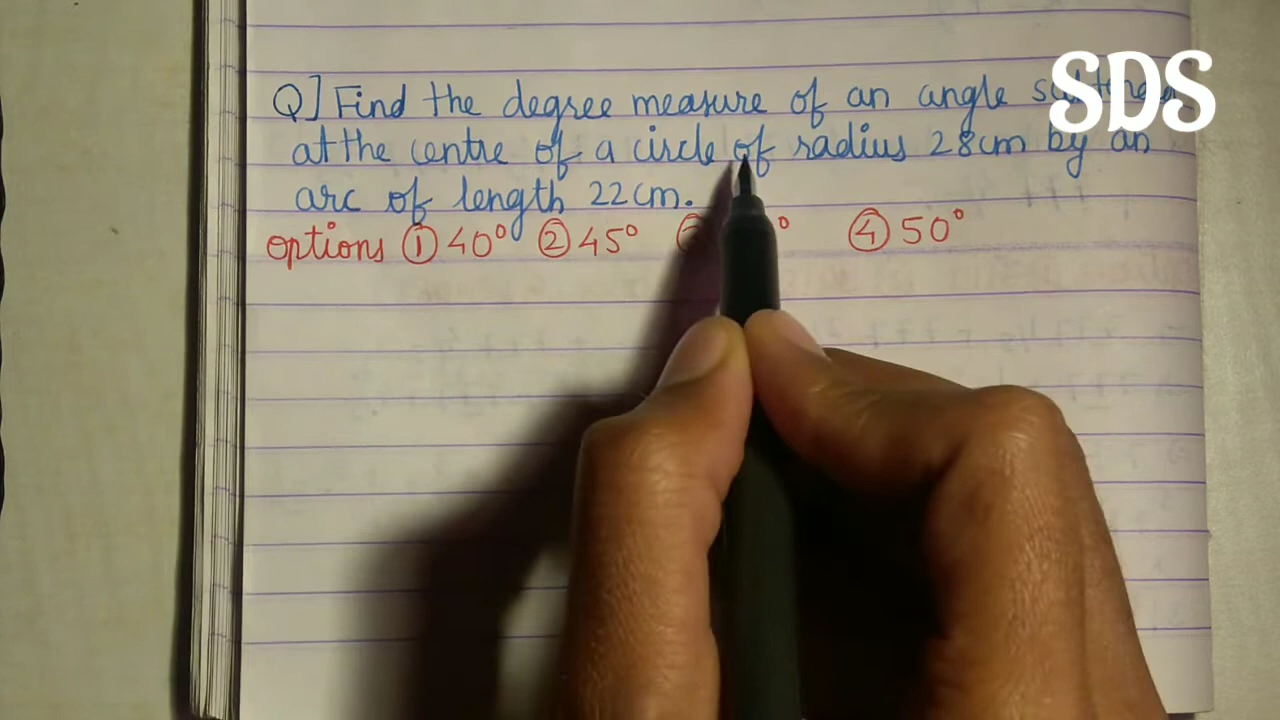 SDS
Q] Find the degree measure of an angle
at the centre of a circle of radius 28cm by an
arc of length 22cm.
options ① 40° ② 45° ④ 50°